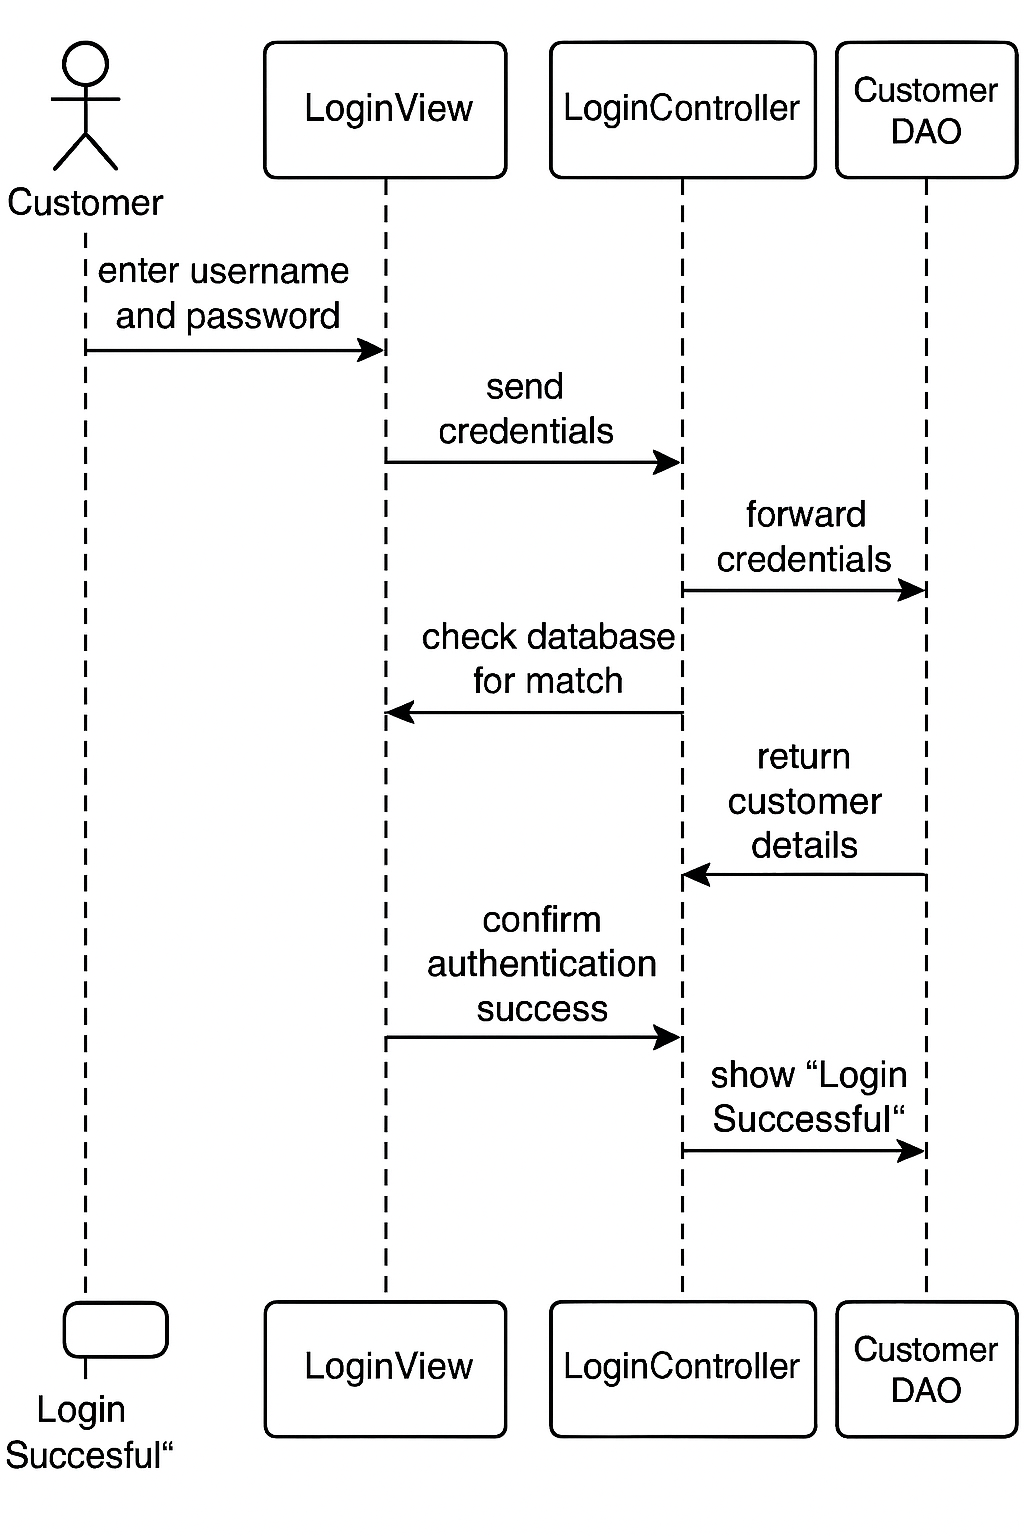 LoginView
LoginController
Customer
DAO
Customer
enter username
and password
send
credentials
forward
credentials
check database
for match
return
customer
details
confirm
authentication
success
show “Login
Successful“
LoginView
LoginController
Customer
DAO
Login
Succesful“